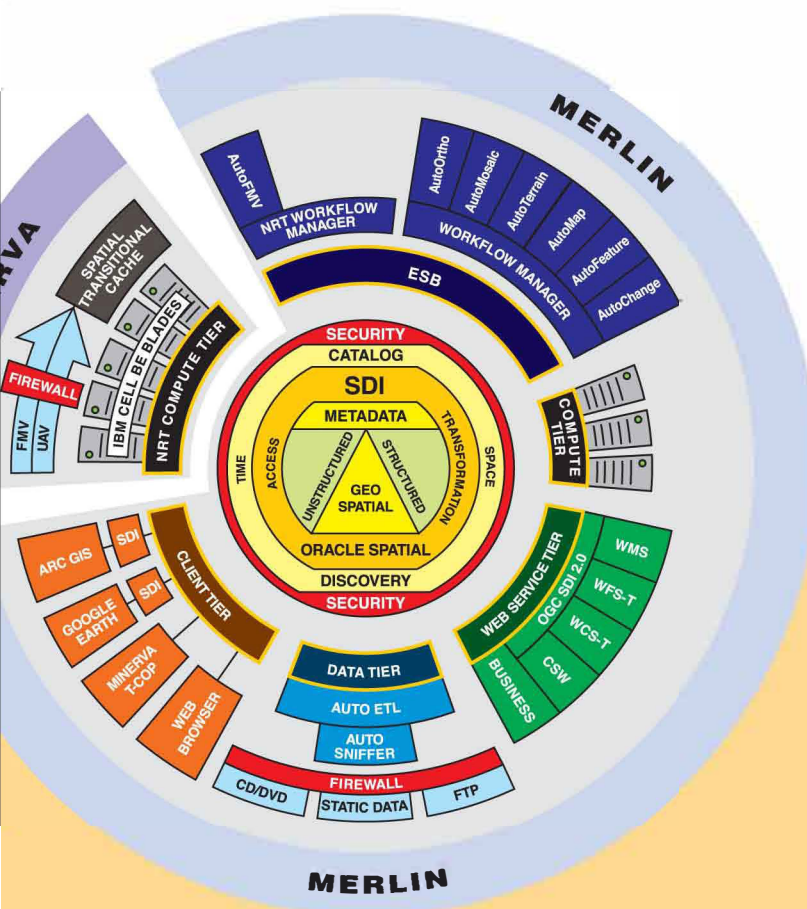 MERLIN
AutoFMV
NRT WORKFLOW
MANAGER
AutoOrtho
AutoMosaic
AutoTerrain
AutoMap
AutoFeature
AutoChange
WORKFLOW MANAGER
ESB
RVA
SPATIAL
TRANSITIONAL
CACHE
IBM CELL BE BLADES
NRT COMPUTE TIER
FIREWALL
FMV
UAV
SECURITY
CATALOG
SDI
METADATA
TIME
ACCESS
UNSTRUCTURED
STRUCTURED
TRANSFORMATION
SPACE
GEO
SPATIAL
ORACLE SPATIAL
DISCOVERY
SECURITY
COMPUTE
TIER
ARC GIS
SDI
GOOGLE
EARTH
SDI
MINERVA
T-COP
WEB
BROWSER
CLIENT TIER
WEB SERVICE TIER
OGC SDI 2.0
WMS
WFS-T
WCS-T
CSW
BUSINESS
DATA TIER
AUTO ETL
AUTO
SNIFFER
FIREWALL
CD/DVD
STATIC DATA
FTP
MERLIN